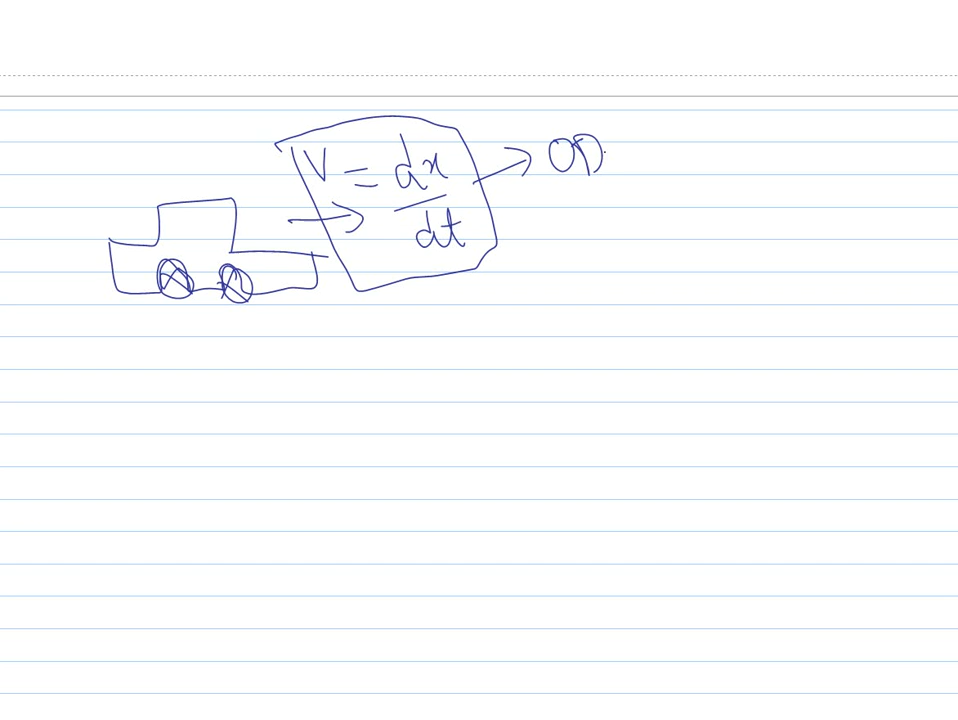 V = dx/dt → OD